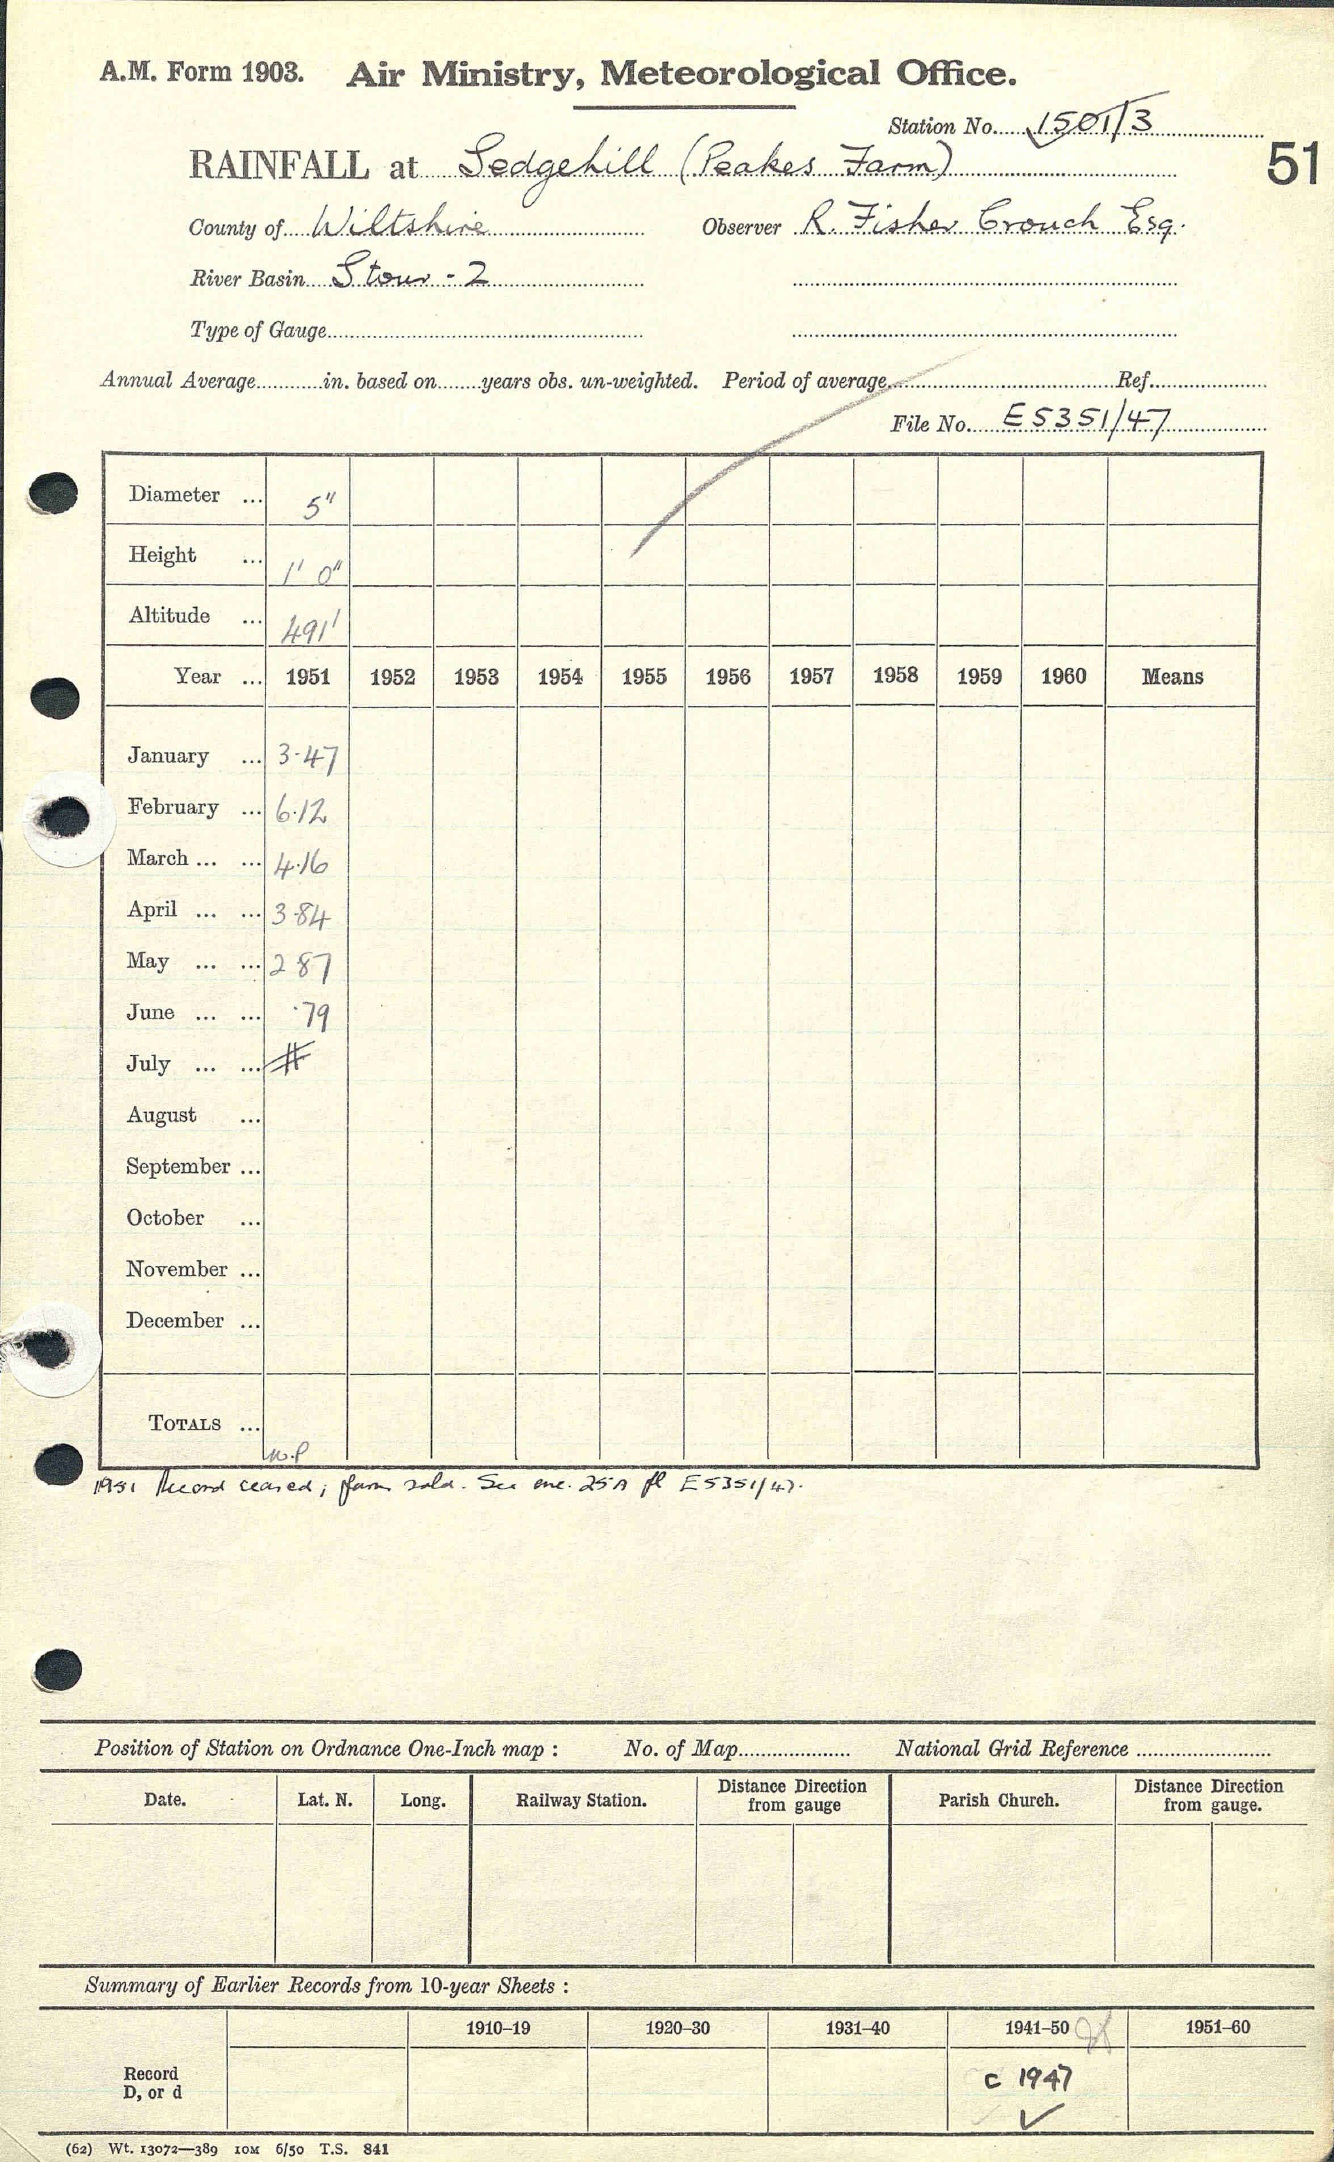 A.M. Form 1903. Air Ministry, Meteorological Office.
Station No. 1501/3
51
RAINFALL at Sedgehill (Peakes Farm)
County of Wiltshire Observer R. Fisher Crouch Esq.
River Basin Stour - 2
Type of Gauge
Annual Average in. based on years obs. un-weighted. Period of average Ref.
File No. E5351/47
Diameter ... 5"
Height ... 1' 0"
Altitude ... 491'
Year ... 1951 1952 1953 1954 1955 1956 1957 1958 1959 1960 Means
January ... 3.47
February ... 6.12
March ... ... 4.16
April ... ... 3.84
May ... ... 2 87
June ... ... .79
July ... ... #
August ...
September ...
October ...
November ...
December ...
TOTALS ...
1951 Record ceased; farm sold. See enc. 25A fl E5351/47.
Position of Station on Ordnance One-Inch map : No. of Map National Grid Reference
Date. Lat. N. Long. Railway Station. Distance Direction from gauge Parish Church. Distance Direction from gauge.
Summary of Earlier Records from 10-year Sheets :
1910–19 1920–30 1931–40 1941–50 1951–60
Record
D, or d
c 1947
✓
(62) Wt. 13072—389 10M 6/50 T.S. 841